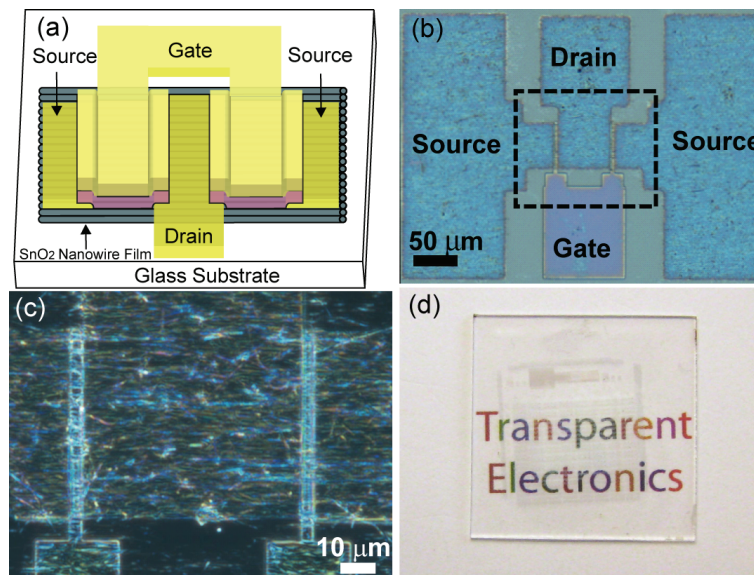 (a)
Gate
Source
Source
Drain
SnO2 Nanowire Film
Glass Substrate
(b)
Drain
Source
Source
Gate
50 μm
(c)
10 μm
(d)
Transparent
Electronics